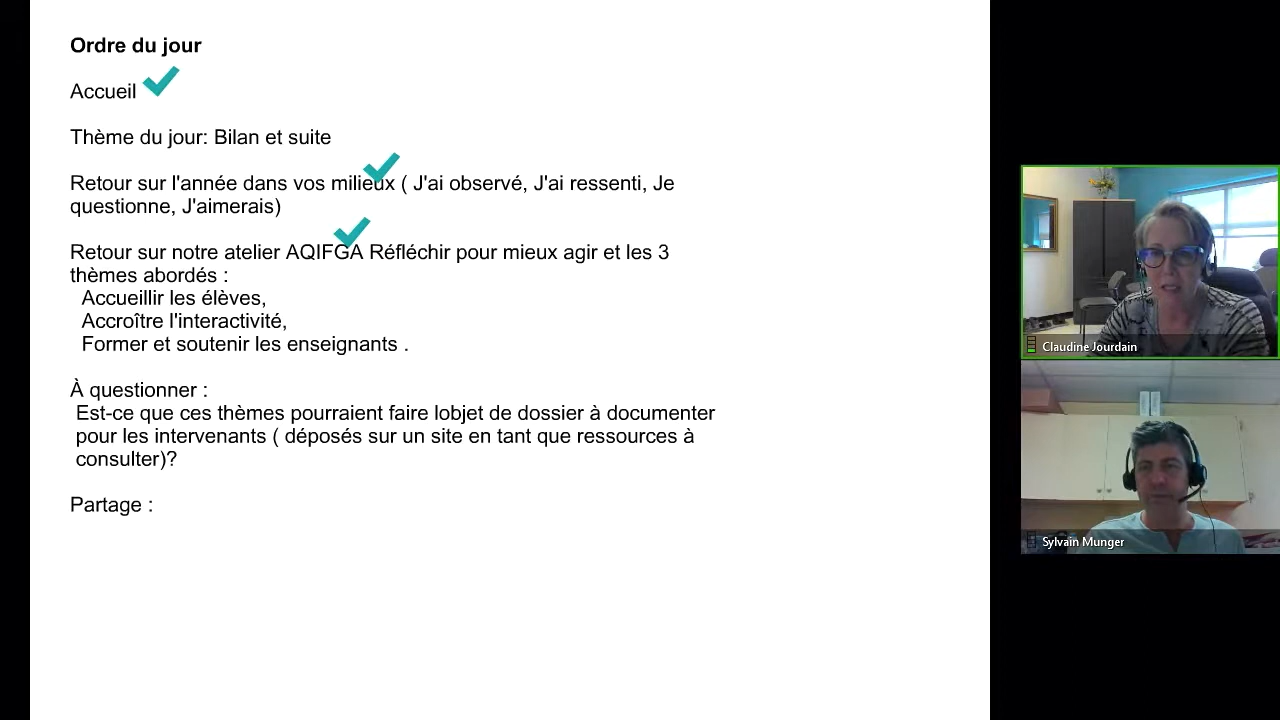 Ordre du jour
Accueil
Thème du jour: Bilan et suite
Retour sur l'année dans vos milieux ( J'ai observé, J'ai ressenti, Je
questionne, J'aimerais)
Retour sur notre atelier AQIFGA Réfléchir pour mieux agir et les 3
thèmes abordés :
Accueillir les élèves,
Accroître l'interactivité,
Former et soutenir les enseignants .
À questionner :
Est-ce que ces thèmes pourraient faire lobjet de dossier à documenter
pour les intervenants ( déposés sur un site en tant que ressources à
consulter)?
Partage :
Claudine Jourdain
Sylvain Munger